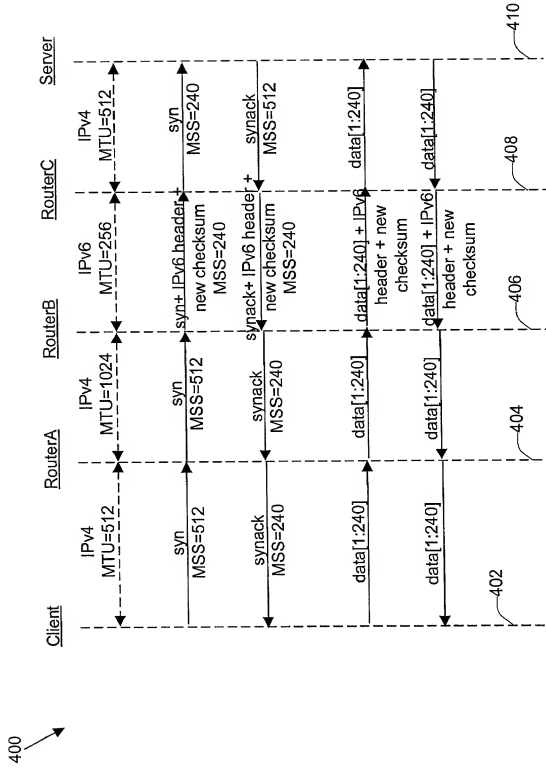 400
Client
RouterA
RouterB
RouterC
Server
IPv4
MTU=512
IPv4
MTU=1024
IPv6
MTU=256
IPv4
MTU=512
syn
MSS=512
syn
MSS=512
syn+ IPv6 header +
new checksum
MSS=240
syn
MSS=240
synack
MSS=240
synack
MSS=240
synack+ IPv6 header +
new checksum
MSS=240
synack
MSS=512
data[1:240]
data[1:240]
data[1:240] + IPv6
header + new
checksum
data[1:240]
data[1:240]
data[1:240]
data[1:240] + IPv6
header + new
checksum
data[1:240]
402
404
406
408
410